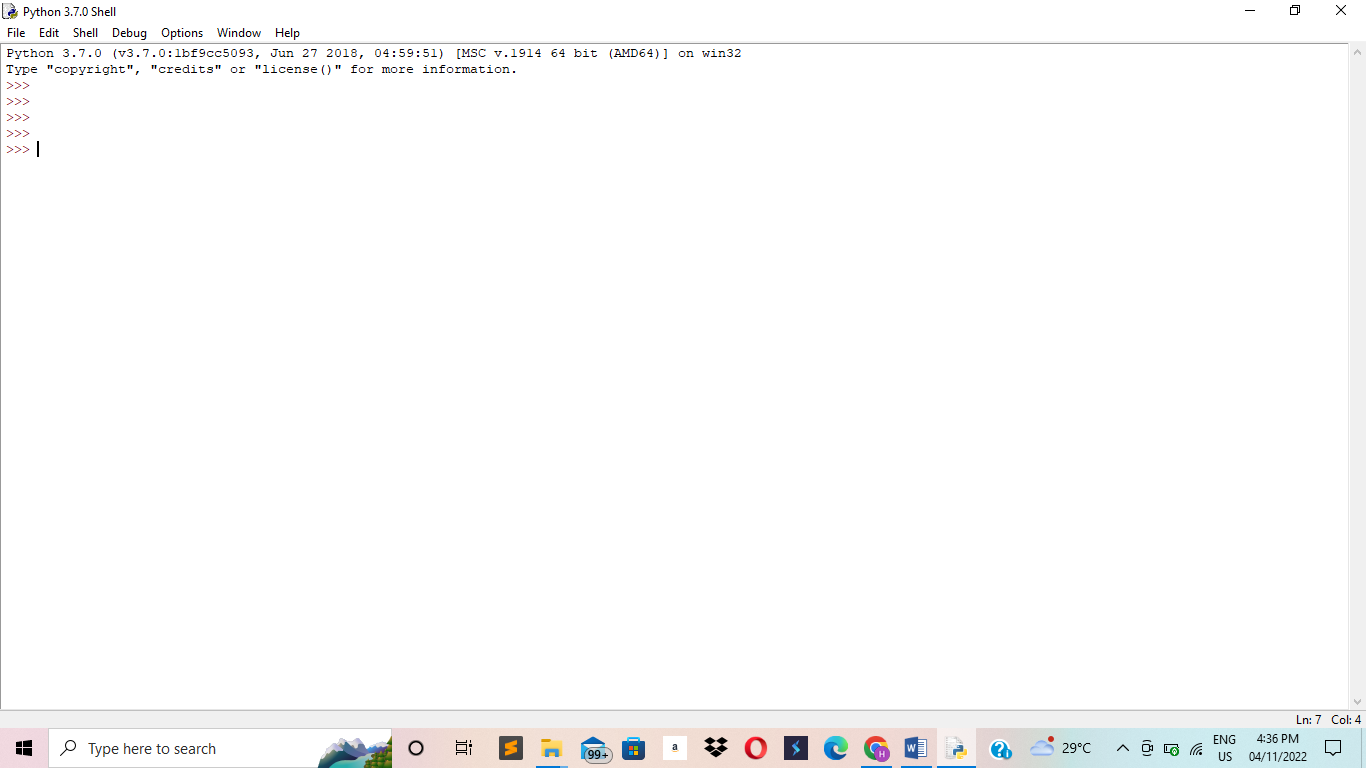 Python 3.7.0 Shell
File Edit Shell Debug Options Window Help
Python 3.7.0 (v3.7.0:1bf9cc5093, Jun 27 2018, 04:59:51) [MSC v.1914 64 bit (AMD64)] on win32
Type "copyright", "credits" or "license()" for more information.
>>>
>>>
>>>
>>>
>>>
Ln: 7 Col: 4
Type here to search
99+
a
H
29°C
ENG
US
4:36 PM
04/11/2022